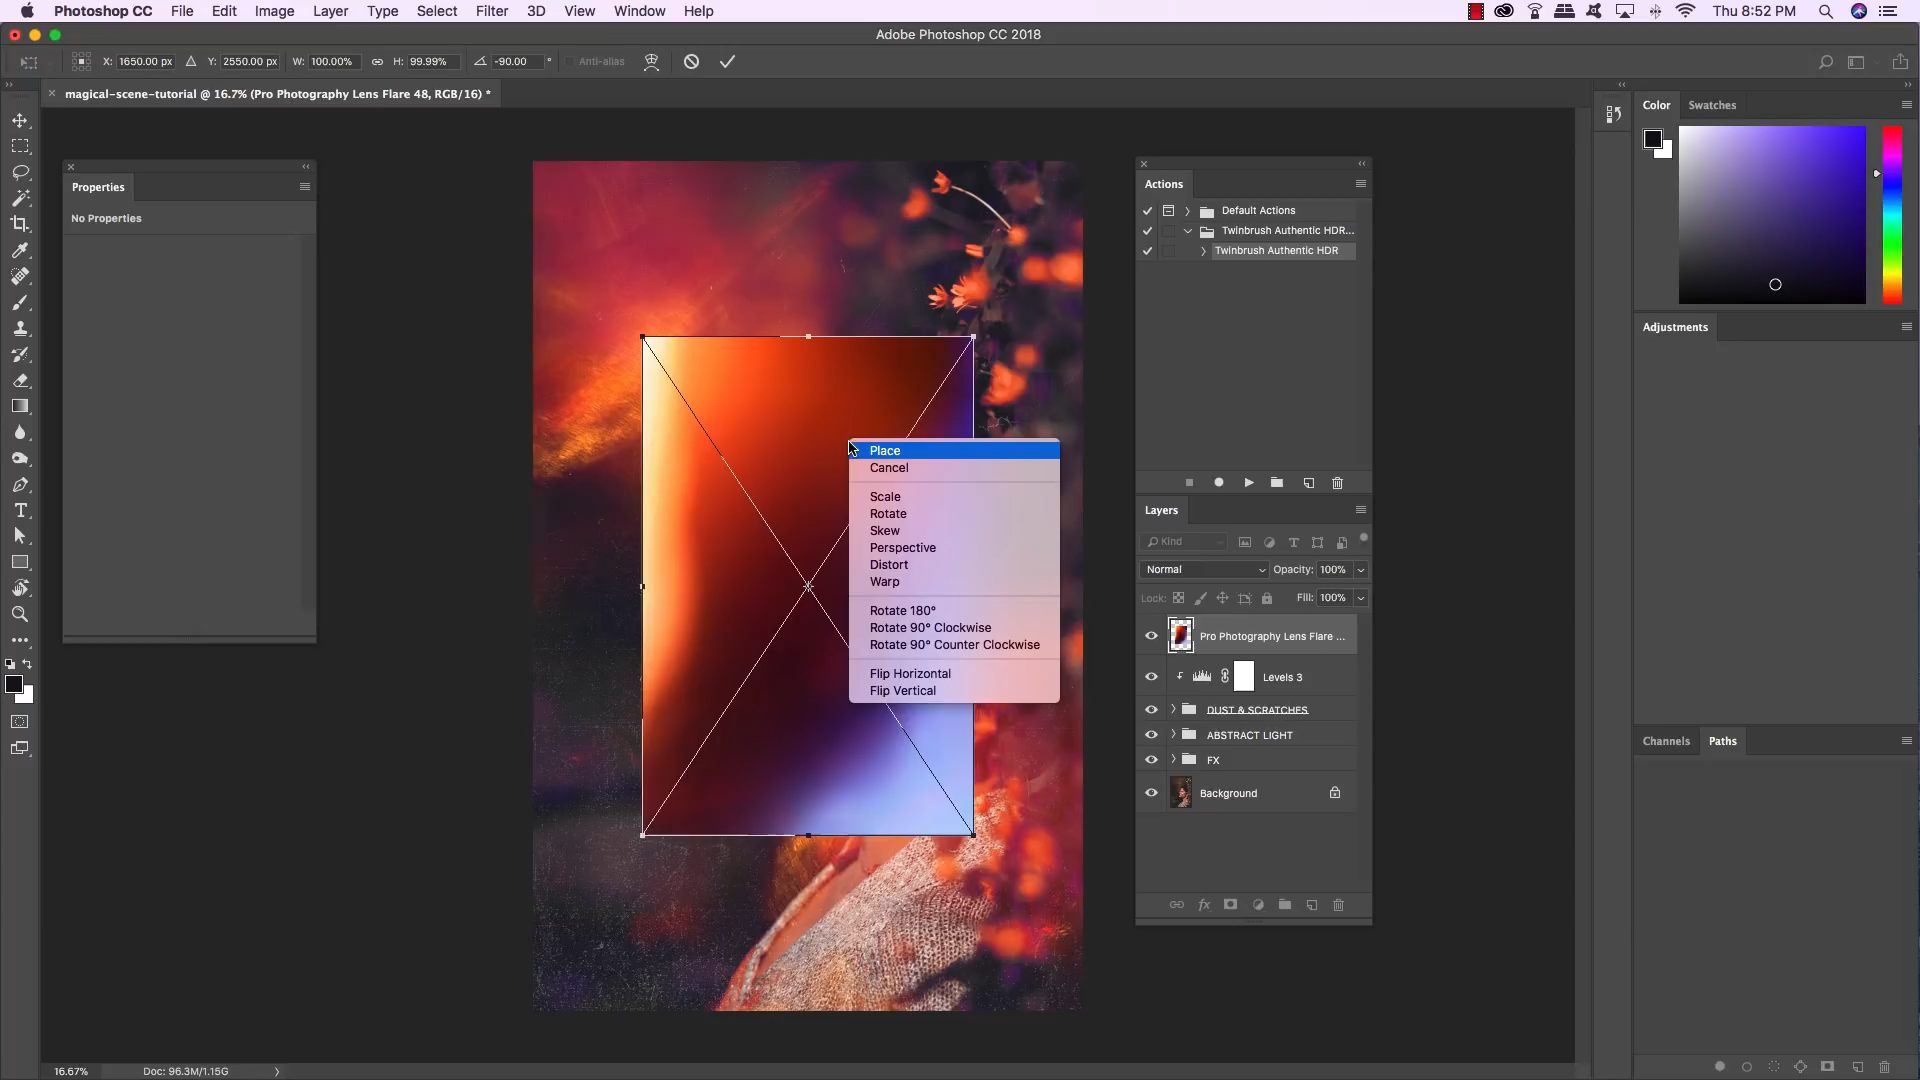 Photoshop CC File Edit Image Layer Type Select Filter 3D View Window Help Thu 8:52 PM
Adobe Photoshop CC 2018
X: 1650.00 px Y: 2550.00 px W: 100.00% H: 99.99% -90.00 ° Anti-alias
magical-scene-tutorial @ 16.7% (Pro Photography Lens Flare 48, RGB/16) *
Properties
No Properties
Place
Cancel
Scale
Rotate
Skew
Perspective
Distort
Warp
Rotate 180°
Rotate 90° Clockwise
Rotate 90° Counter Clockwise
Flip Horizontal
Flip Vertical
Actions
Default Actions
Twinbrush Authentic HDR...
Twinbrush Authentic HDR
Layers
Kind
Normal Opacity: 100%
Lock: Fill: 100%
Pro Photography Lens Flare ...
Levels 3
DUST & SCRATCHES
ABSTRACT LIGHT
FX
Background
Color Swatches
Adjustments
Channels Paths
16.67% Doc: 96.3M/1.15G